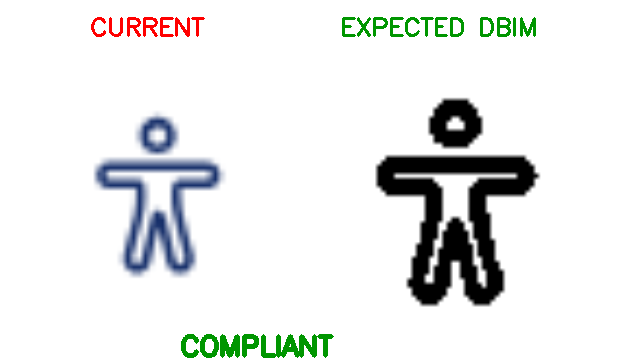 CURRENT
EXPECTED DBIM
COMPLIANT